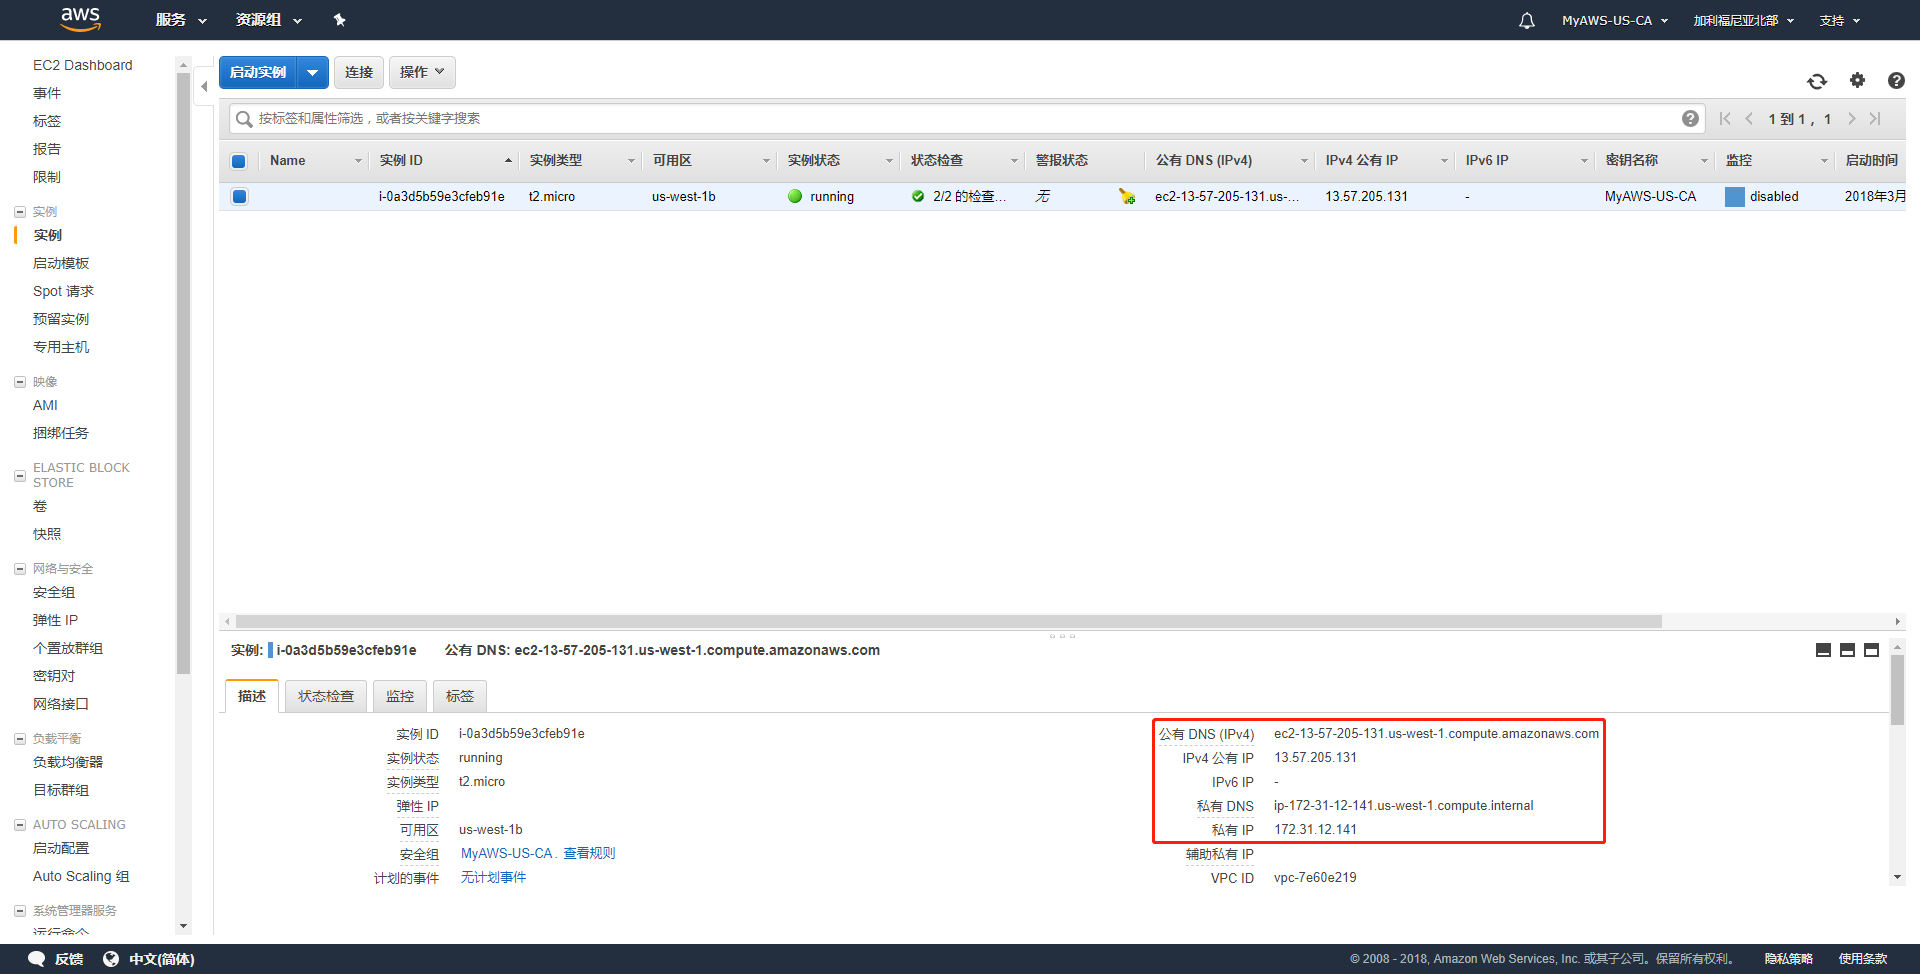 aws 服务 资源组 MyAWS-US-CA 加利福尼亚北部 支持
EC2 Dashboard
事件
标签
报告
限制
实例
实例
启动模板
Spot 请求
预留实例
专用主机
映像
AMI
捆绑任务
ELASTIC BLOCK
STORE
卷
快照
网络与安全
安全组
弹性 IP
个置放群组
密钥对
网络接口
负载平衡
负载均衡器
目标群组
AUTO SCALING
启动配置
Auto Scaling 组
系统管理器服务
运行命令
启动实例 连接 操作
按标签和属性筛选，或者按关键字搜索 1 到 1， 1
Name 实例 ID 实例类型 可用区 实例状态 状态检查 警报状态 公有 DNS (IPv4) IPv4 公有 IP IPv6 IP 密钥名称 监控 启动时间
i-0a3d5b59e3cfeb91e t2.micro us-west-1b running 2/2 的检查... 无 ec2-13-57-205-131.us-... 13.57.205.131 - MyAWS-US-CA disabled 2018年3月
实例: i-0a3d5b59e3cfeb91e 公有 DNS: ec2-13-57-205-131.us-west-1.compute.amazonaws.com
描述 状态检查 监控 标签
实例 ID i-0a3d5b59e3cfeb91e 公有 DNS (IPv4) ec2-13-57-205-131.us-west-1.compute.amazonaws.com
实例状态 running IPv4 公有 IP 13.57.205.131
实例类型 t2.micro IPv6 IP -
弹性 IP 私有 DNS ip-172-31-12-141.us-west-1.compute.internal
可用区 us-west-1b 私有 IP 172.31.12.141
安全组 MyAWS-US-CA. 查看规则 辅助私有 IP
计划的事件 无计划事件 VPC ID vpc-7e60e219
反馈 中文(简体) © 2008 - 2018, Amazon Web Services, Inc. 或其子公司。保留所有权利。 隐私策略 使用条款